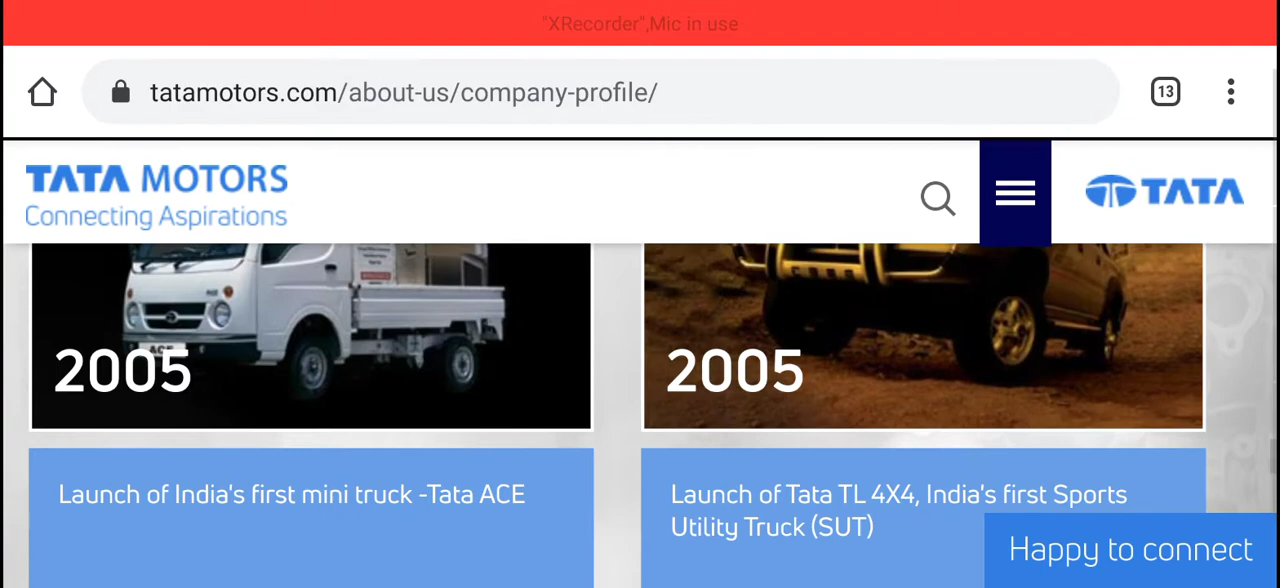 "XRecorder",Mic in use
tatamotors.com/about-us/company-profile/
13
TATA MOTORS
Connecting Aspirations
TATA
2005
2005
Launch of India's first mini truck -Tata ACE
Launch of Tata TL 4X4, India's first Sports
Utility Truck (SUT)
Happy to connect